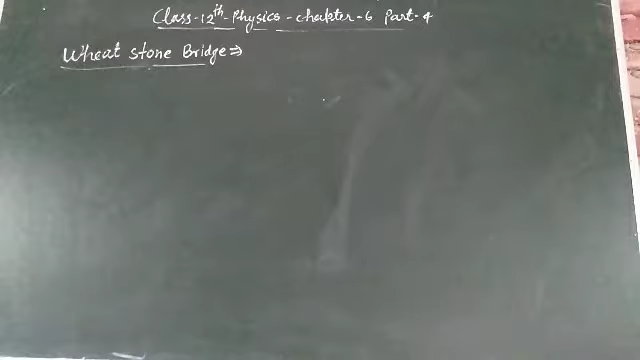 Class-12th-Physics-chapter-6 Part-4
Wheat stone Bridge⇒